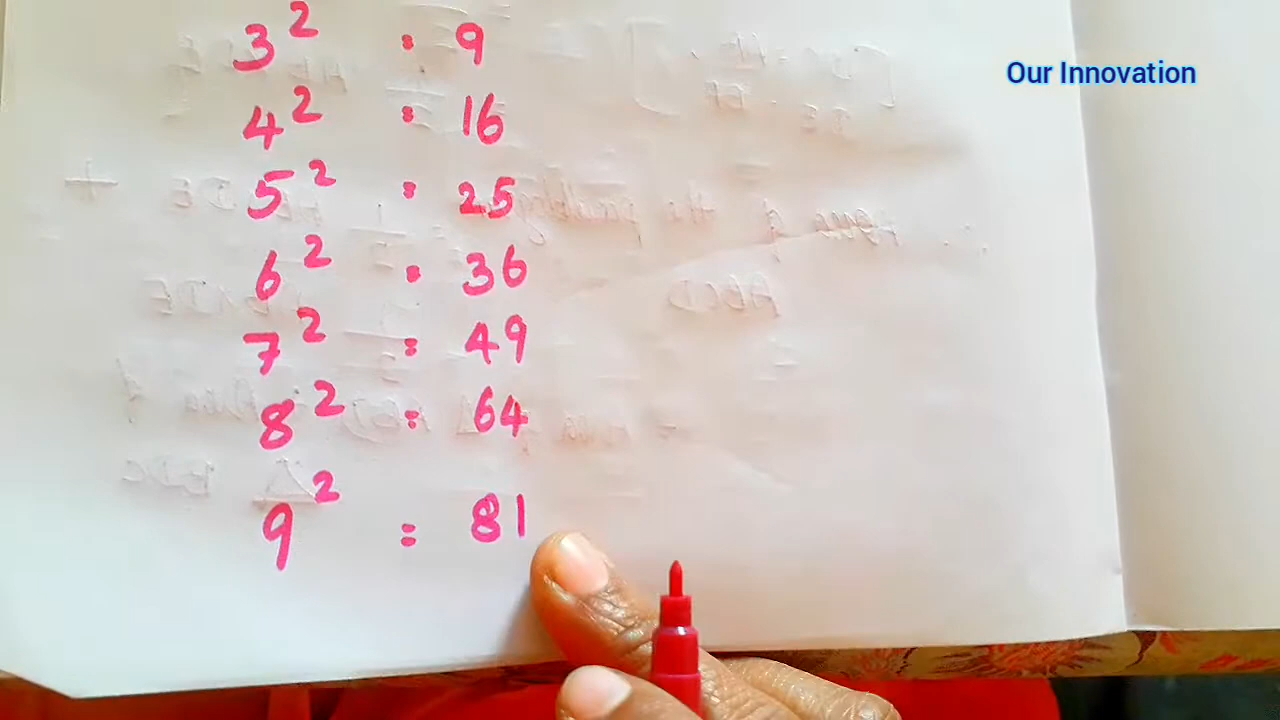 3² = 9
Our Innovation
4² = 16
5² = 25
6² = 36
7² = 49
8² = 64
9² = 81